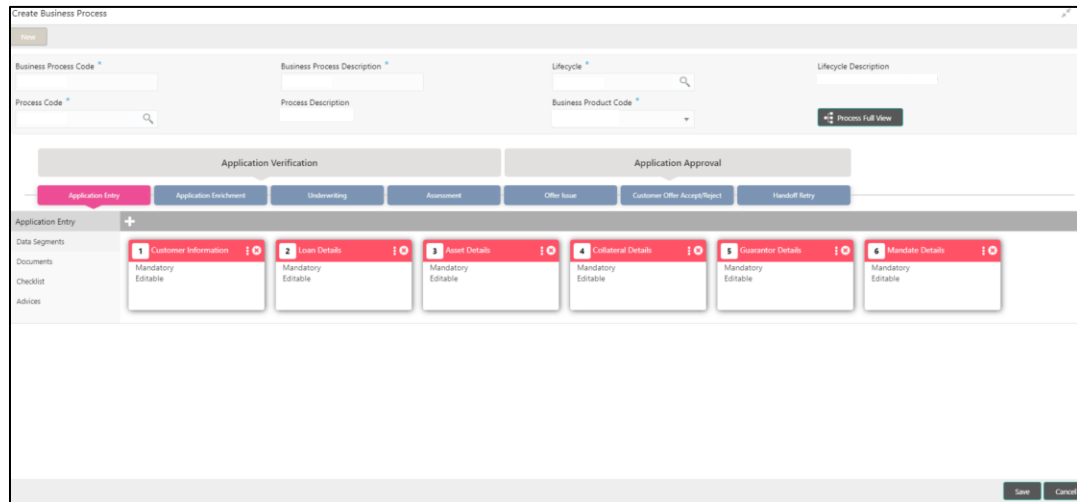 Create Business Process
New
Business Process Code *
Business Process Description *
Lifecycle *
Lifecycle Description
Process Code *
Process Description
Business Product Code *
Process Full View
Application Verification
Application Approval
Application Entry
Application Enrichment
Underwriting
Assessment
Offer Issue
Customer Offer Accept/Reject
Handoff Retry
Application Entry
Data Segments
Documents
Checklist
Advices
1 Customer Information
Mandatory
Editable
2 Loan Details
Mandatory
Editable
3 Asset Details
Mandatory
Editable
4 Collateral Details
Mandatory
Editable
5 Guarantor Details
Mandatory
Editable
6 Mandate Details
Mandatory
Editable
Save
Cancel